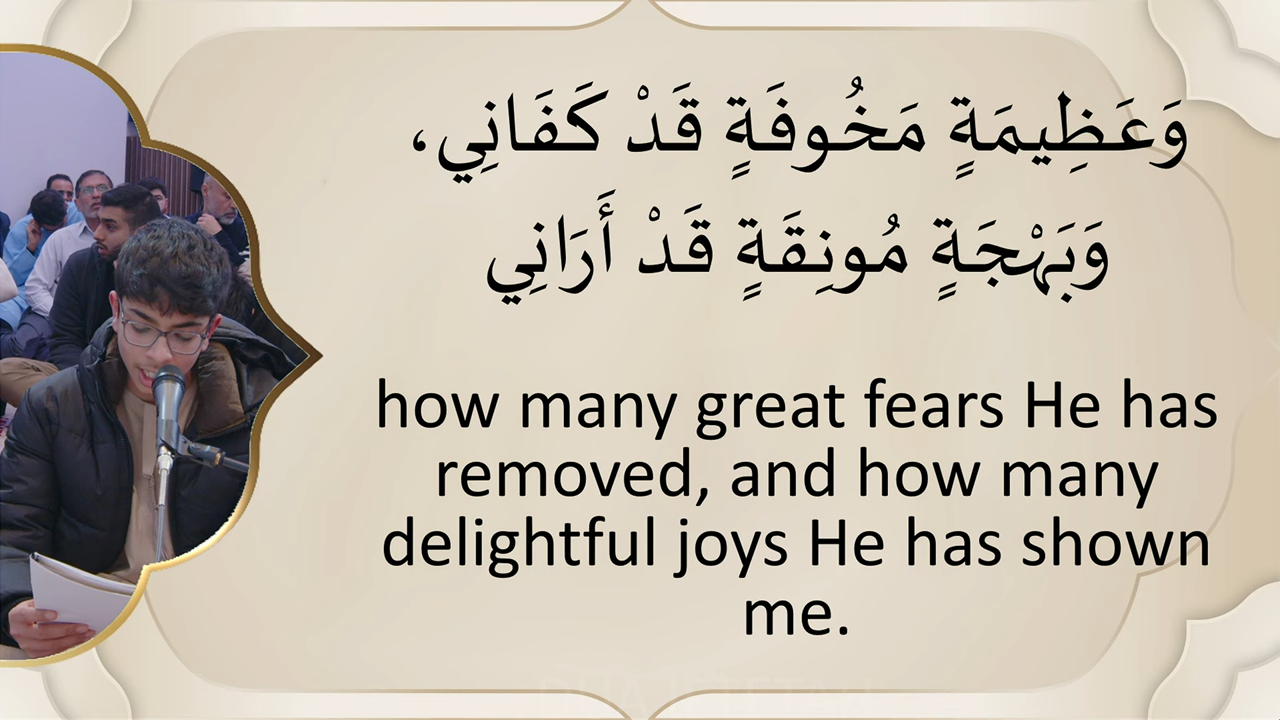 وَعَظِيمَةٍ مَخُوفَةٍ قَدْ كَفَانِي،
وَبَهْجَةٍ مُونِقَةٍ قَدْ أَرَانِي
how many great fears He has
removed, and how many
delightful joys He has shown
me.